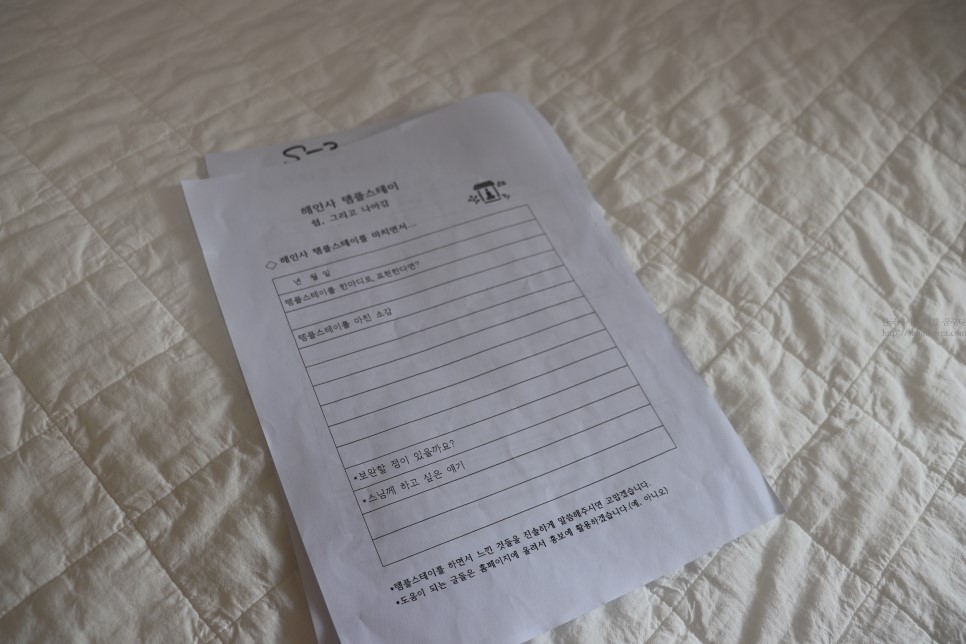 해인사 템플스테이
쉼, 그리고 나아감
◇ 해인사 템플스테이를 마치면서...
년 월 일
템플스테이를 한마디로 표현한다면?
템플스테이를 마친 소감
•보완할 점이 있을까요?
•스님께 하고 싶은 얘기
•템플스테이를 하면서 느낀 것들을 진솔하게 말씀해주시면 고맙겠습니다.
•도움이 되는 글들은 홈페이지에 올려서 홍보에 활용하겠습니다.(예, 아니오)